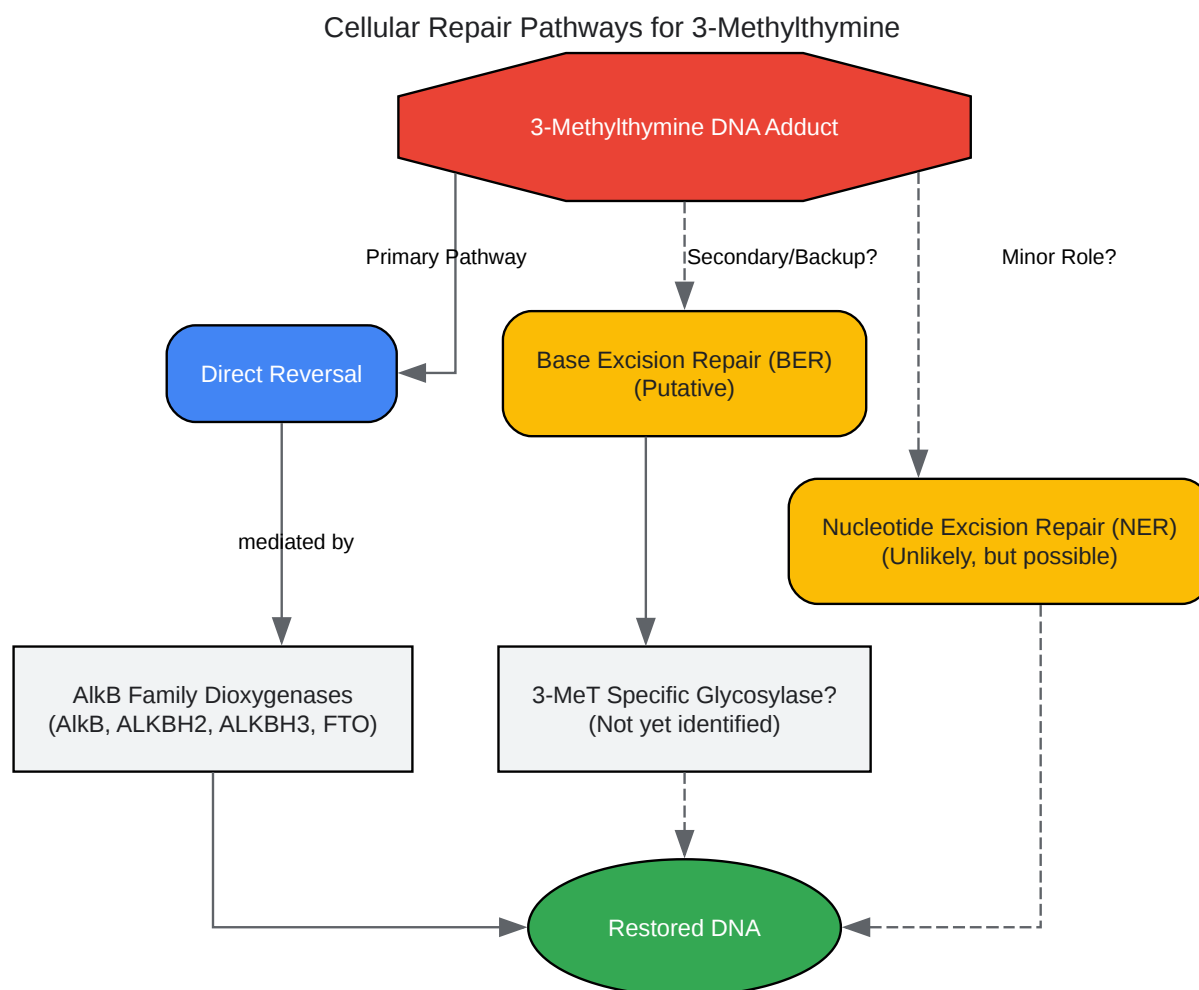 Cellular Repair Pathways for 3-Methylthymine
3-Methylthymine DNA Adduct
Primary Pathway
Secondary/Backup?
Minor Role?
Direct Reversal
Base Excision Repair (BER)
(Putative)
Nucleotide Excision Repair (NER)
(Unlikely, but possible)
mediated by
AlkB Family Dioxygenases
(AlkB, ALKBH2, ALKBH3, FTO)
3-MeT Specific Glycosylase?
(Not yet identified)
Restored DNA